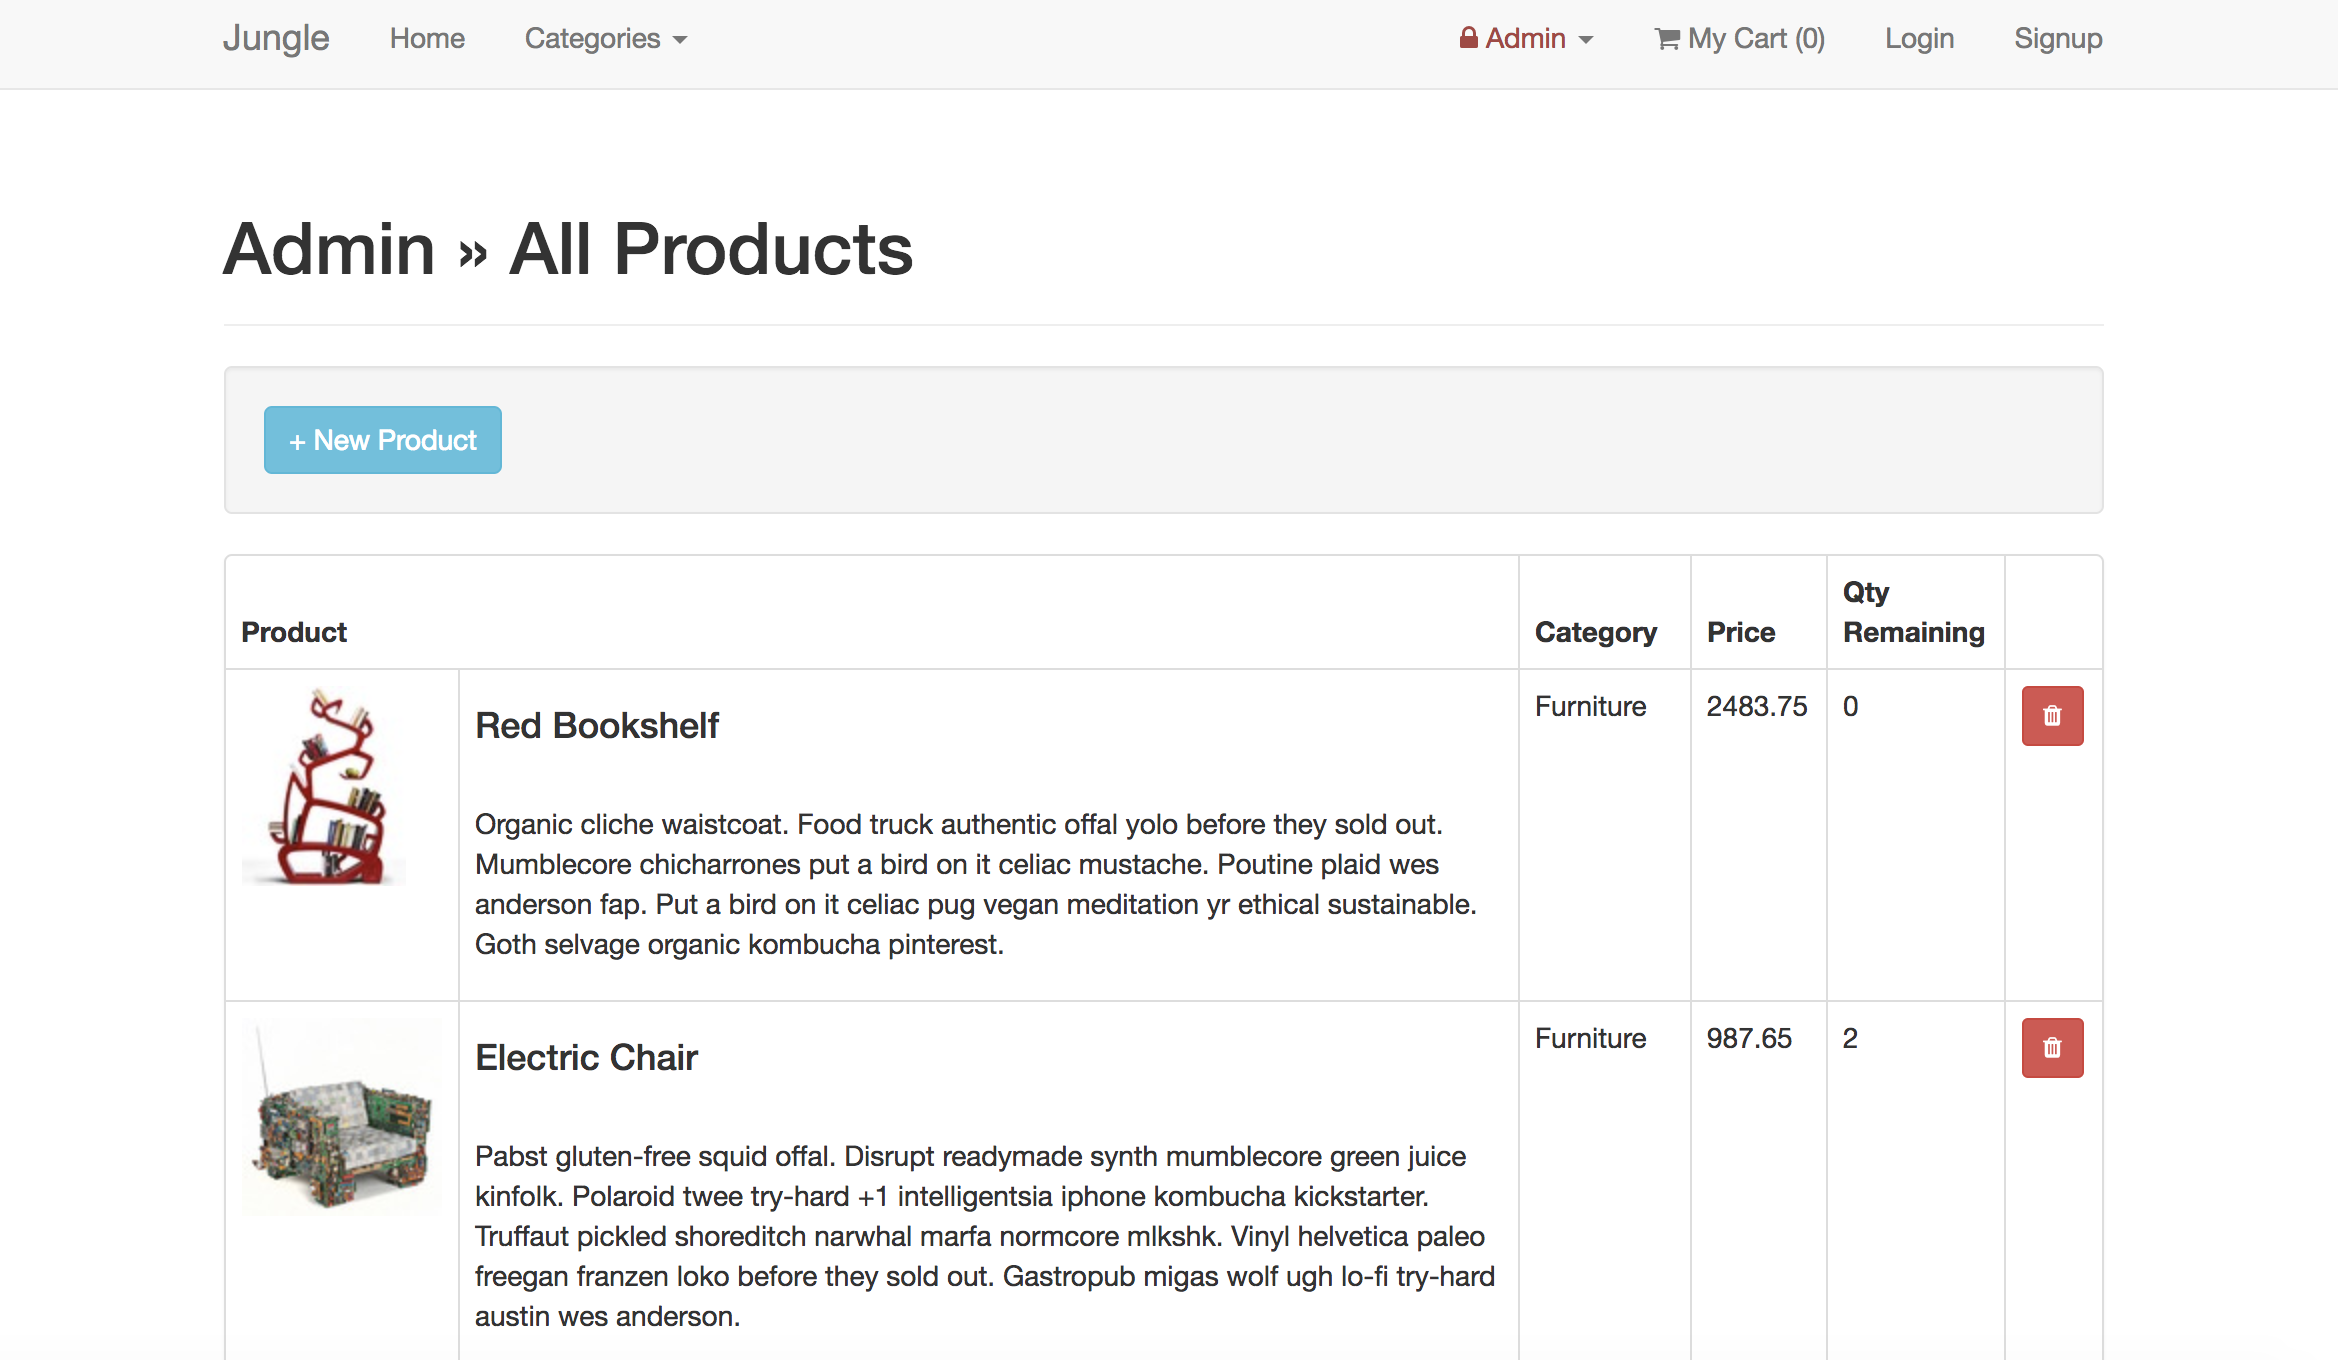 Jungle Home Categories Admin My Cart (0) Login Signup
Admin » All Products
+ New Product
Product Category Price Qty Remaining
Red Bookshelf Furniture 2483.75 0
Organic cliche waistcoat. Food truck authentic offal yolo before they sold out.
Mumblecore chicharrones put a bird on it celiac mustache. Poutine plaid wes
anderson fap. Put a bird on it celiac pug vegan meditation yr ethical sustainable.
Goth selvage organic kombucha pinterest.
Electric Chair Furniture 987.65 2
Pabst gluten-free squid offal. Disrupt readymade synth mumblecore green juice
kinfolk. Polaroid twee try-hard +1 intelligentsia iphone kombucha kickstarter.
Truffaut pickled shoreditch narwhal marfa normcore mlkshk. Vinyl helvetica paleo
freegan franzen loko before they sold out. Gastropub migas wolf ugh lo-fi try-hard
austin wes anderson.